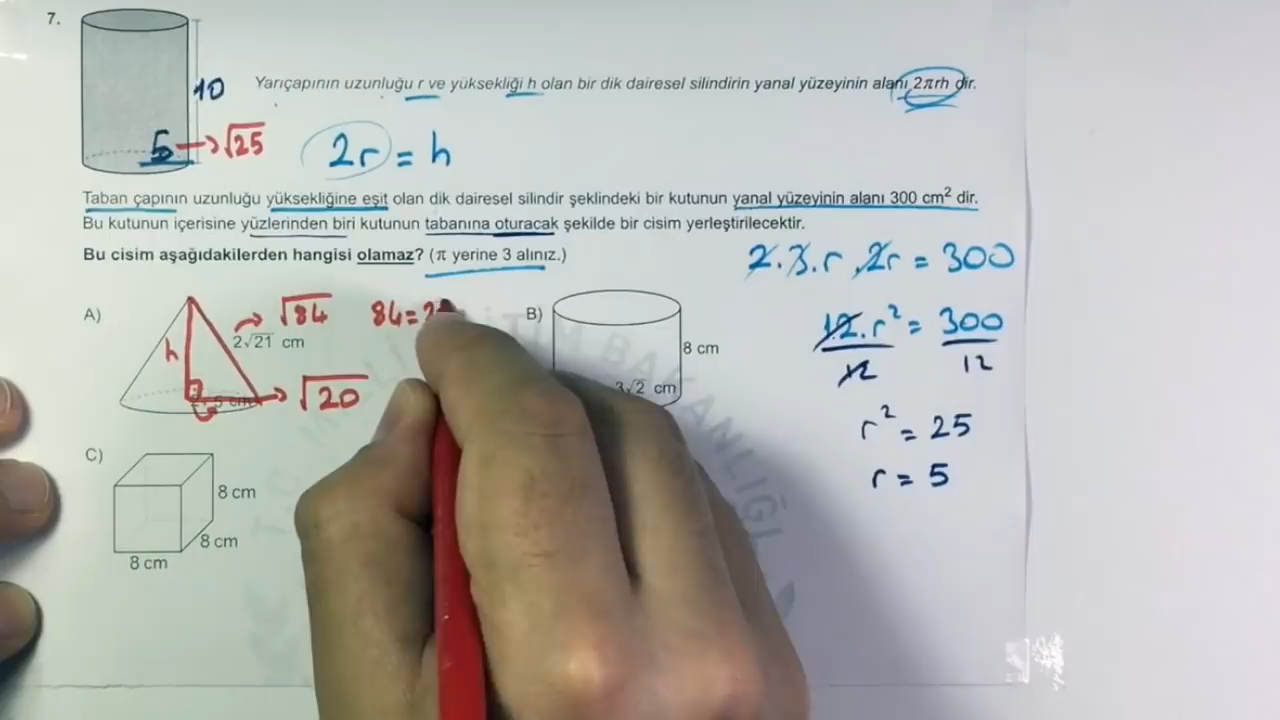 7.
10
Yarıçapının uzunluğu r ve yüksekliği h olan bir dik dairesel silindirin yanal yüzeyinin alanı 2πrh dir.
5 → √25
2r = h
Taban çapının uzunluğu yüksekliğine eşit olan dik dairesel silindir şeklindeki bir kutunun yanal yüzeyinin alanı 300 cm² dir.
Bu kutunun içerisine yüzlerinden biri kutunun tabanına oturacak şekilde bir cisim yerleştirilecektir.
Bu cisim aşağıdakilerden hangisi olamaz? (π yerine 3 alınız.)
2.3.r.2r = 300
A)
√84
2√21 cm
h
√20
84=2
B)
8 cm
3√2 cm
12.r² = 300
12 12
r² = 25
r = 5
C)
8 cm
8 cm
8 cm